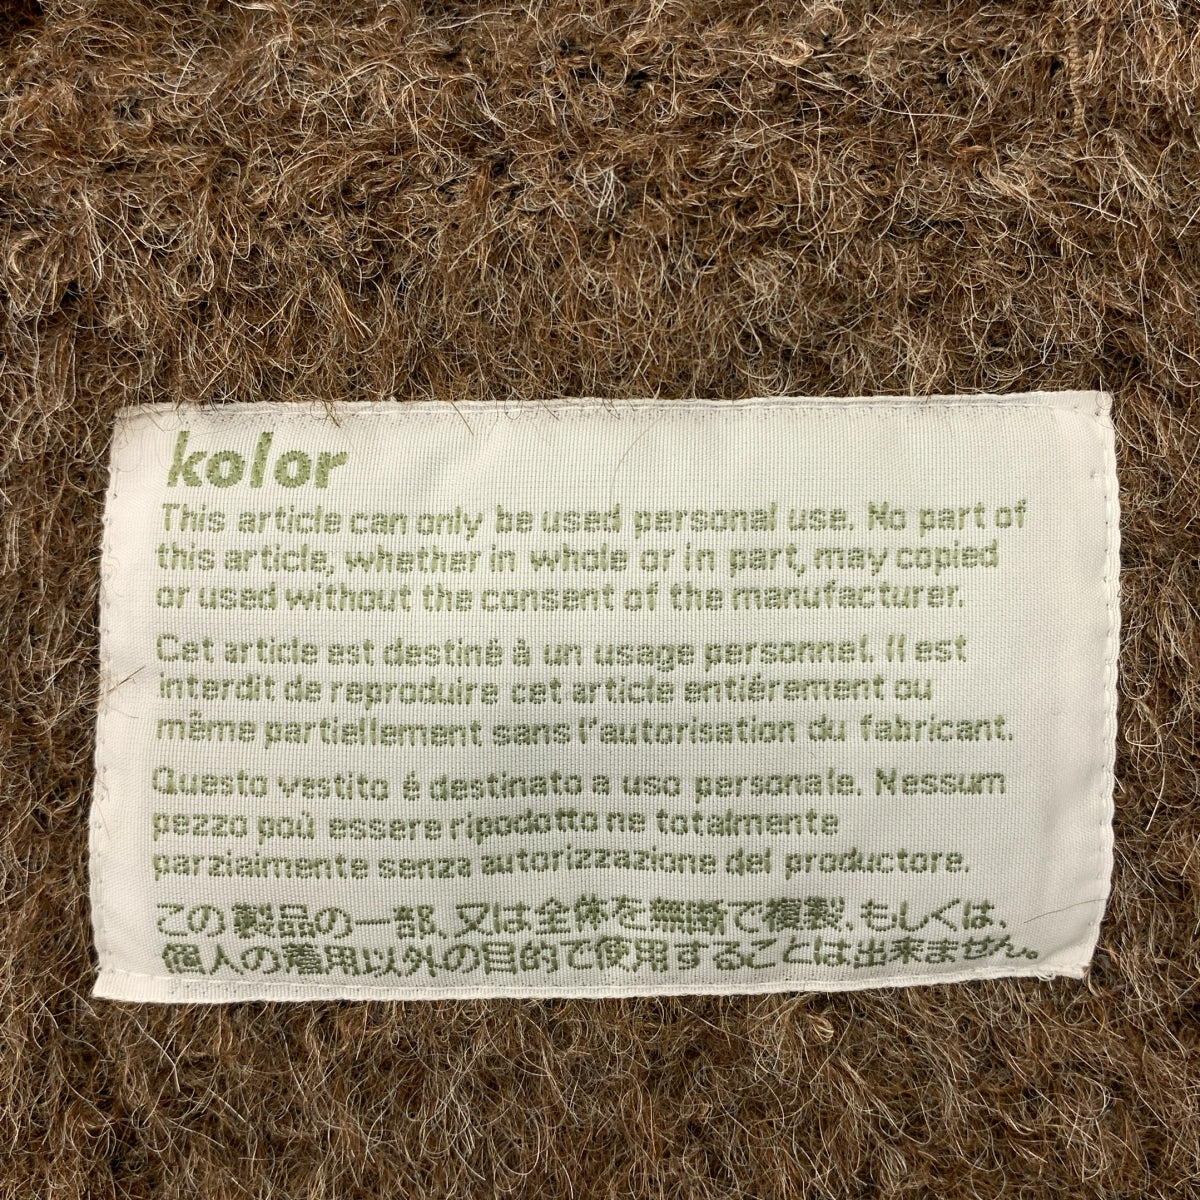 kolor
This article can only be used personal use. No part of
this article, whether in whole or in part, may copied
or used without the consent of the manufacturer.
Cet article est destiné à un usage personnel. Il est
interdit de reproduire cet article entiérement ou
même partiellement sans l'autorisation du fabricant.
Questo vestito é destinato a uso personale. Nessum
pezzo poù essere ripodotto ne totalmente
parziaimente senza autorizzazione del productore.
この製品の一部、又は全体を無断で複製、もしくは、
個人の着用以外の目的で使用することは出来ません。